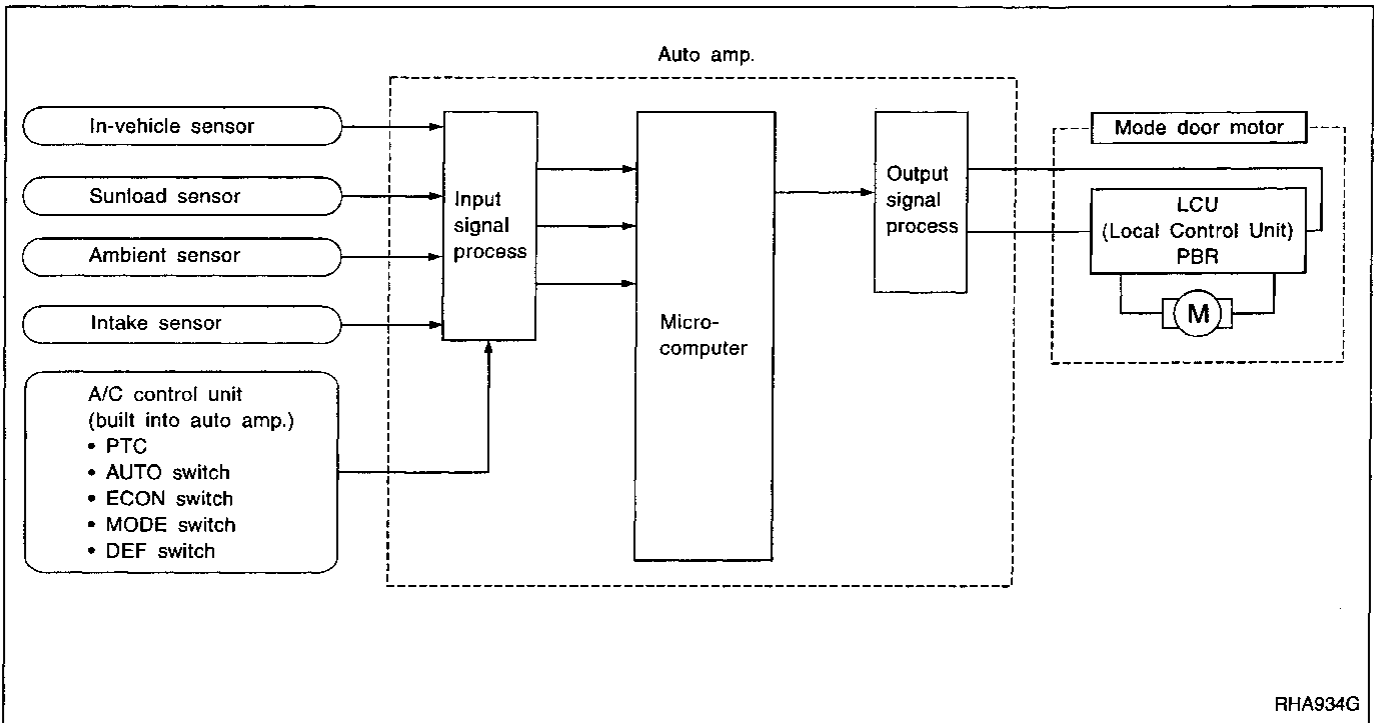 Auto amp.
In-vehicle sensor
Sunload sensor
Ambient sensor
Intake sensor
A/C control unit
(built into auto amp.)
• PTC
• AUTO switch
• ECON switch
• MODE switch
• DEF switch
Input
signal
process
Micro-
computer
Output
signal
process
Mode door motor
LCU
(Local Control Unit)
PBR
M
RHA934G